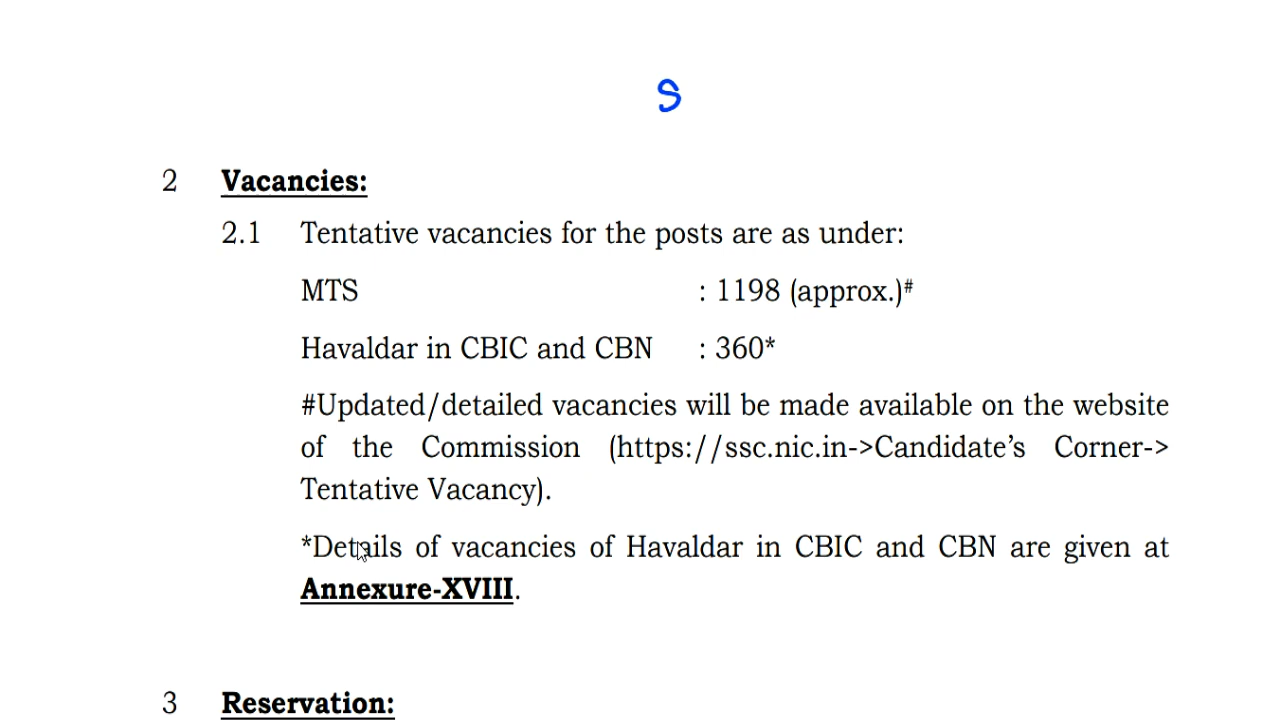 S
2 Vacancies:
2.1 Tentative vacancies for the posts are as under:
MTS : 1198 (approx.)#
Havaldar in CBIC and CBN : 360*
#Updated/detailed vacancies will be made available on the website
of the Commission (https://ssc.nic.in->Candidate’s Corner->
Tentative Vacancy).
*Details of vacancies of Havaldar in CBIC and CBN are given at
Annexure-XVIII.
3 Reservation: